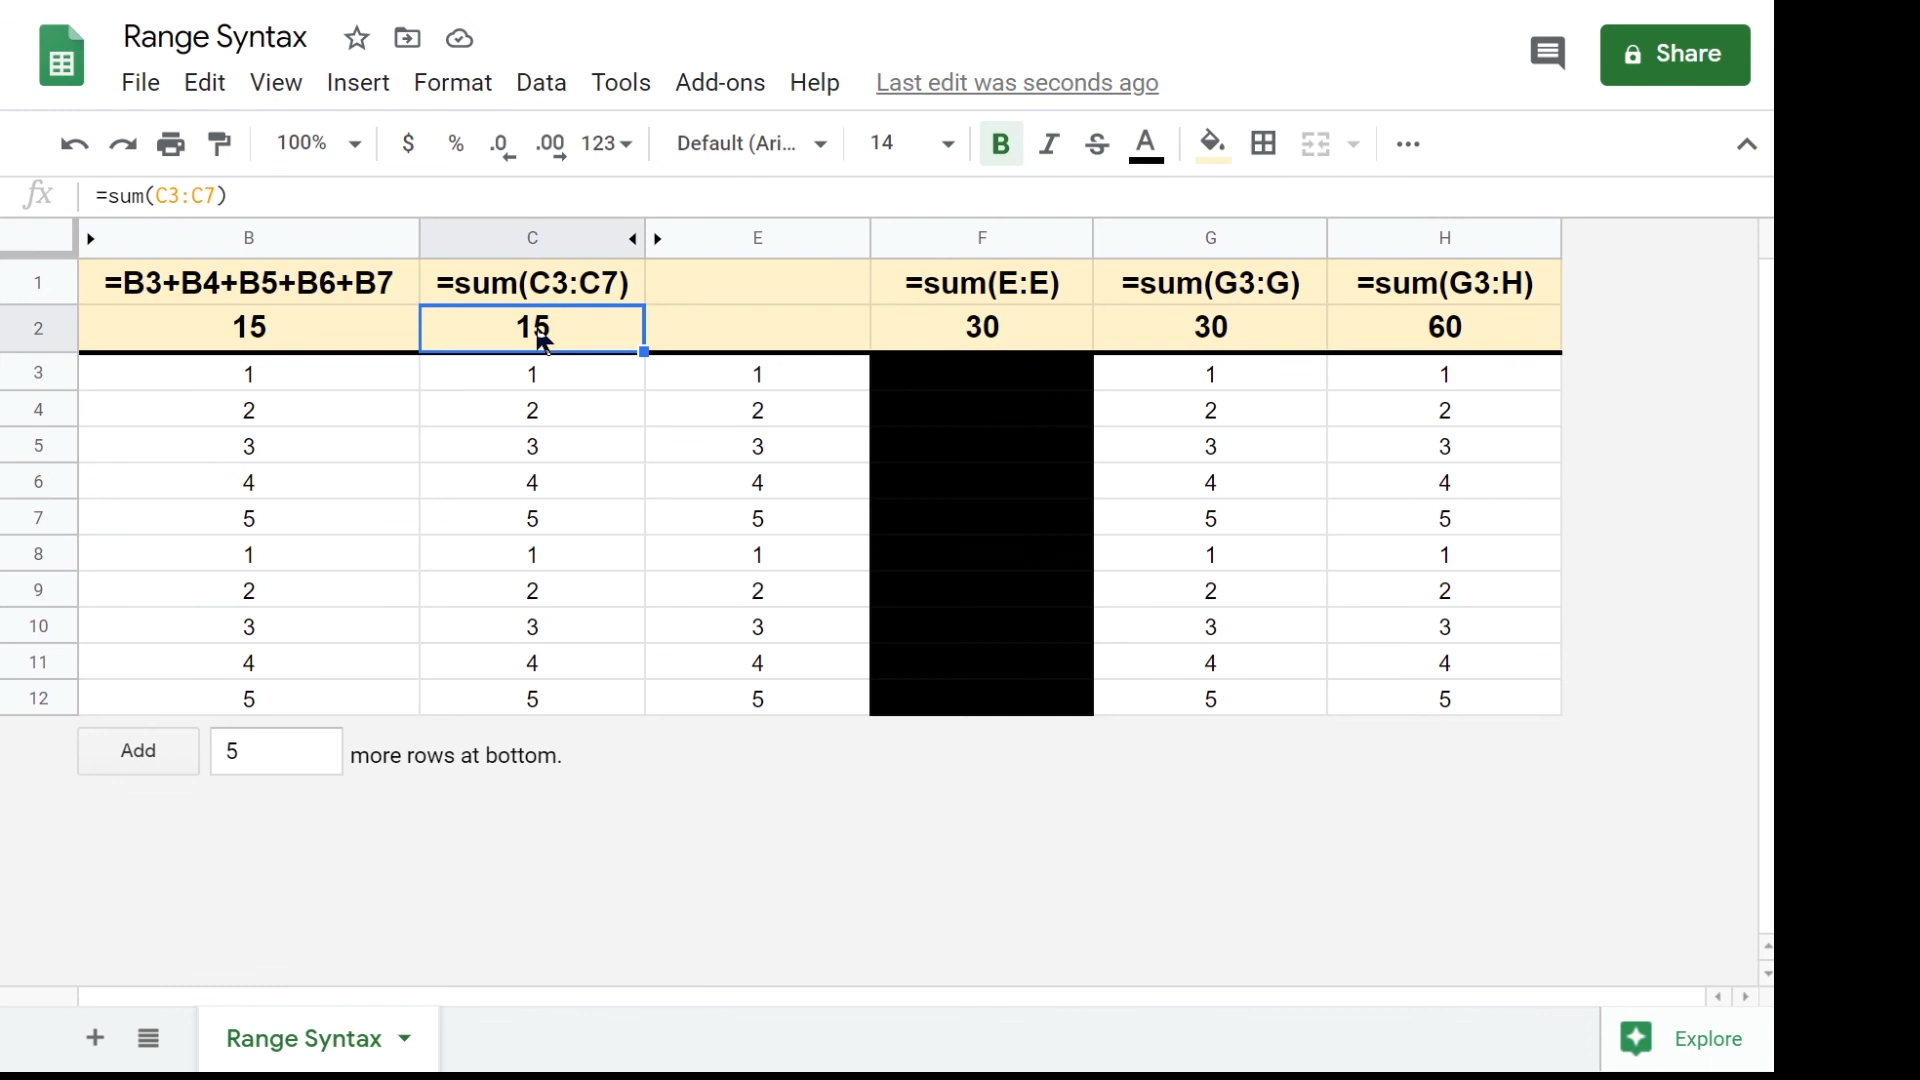 Range Syntax
File Edit View Insert Format Data Tools Add-ons Help Last edit was seconds ago
Share
100% $ % .0 .00 123 Default (Ari... 14 B I S A
fx =sum(C3:C7)
B C E F G H
1 =B3+B4+B5+B6+B7 =sum(C3:C7) =sum(E:E) =sum(G3:G) =sum(G3:H)
2 15 15 30 30 60
3 1 1 1 1 1
4 2 2 2 2 2
5 3 3 3 3 3
6 4 4 4 4 4
7 5 5 5 5 5
8 1 1 1 1 1
9 2 2 2 2 2
10 3 3 3 3 3
11 4 4 4 4 4
12 5 5 5 5 5
Add 5 more rows at bottom.
Range Syntax
Explore